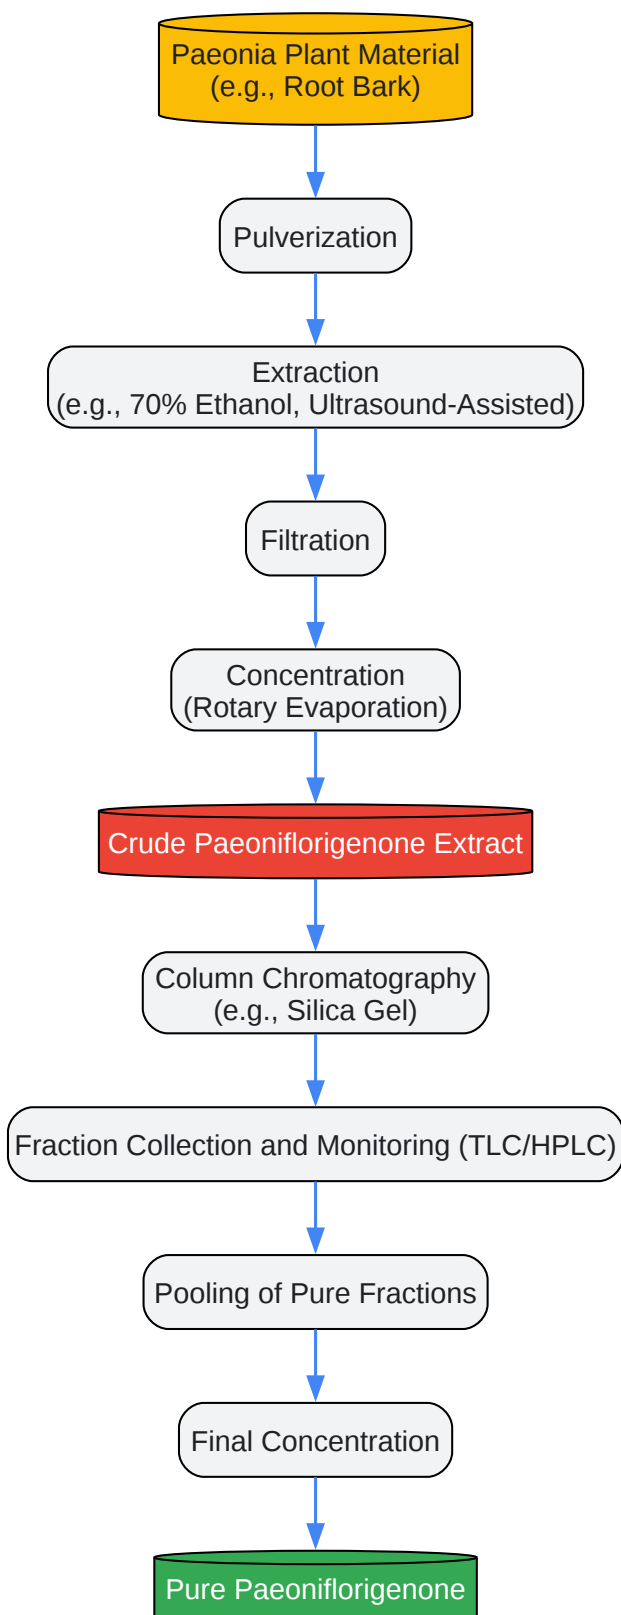 Paeonia Plant Material
(e.g., Root Bark)
Pulverization
Extraction
(e.g., 70% Ethanol, Ultrasound-Assisted)
Filtration
Concentration
(Rotary Evaporation)
Crude Paeoniflorigenone Extract
Column Chromatography
(e.g., Silica Gel)
Fraction Collection and Monitoring (TLC/HPLC)
Pooling of Pure Fractions
Final Concentration
Pure Paeoniflorigenone